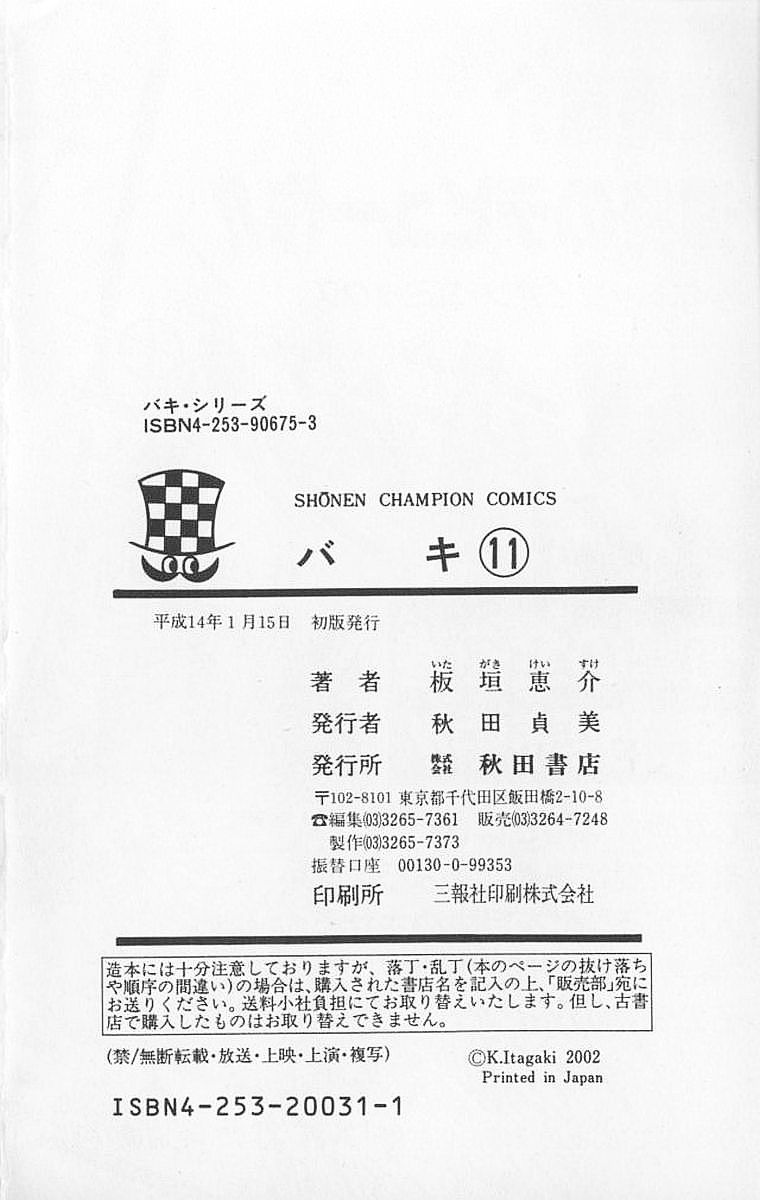 バキ・シリーズ
ISBN4-253-90675-3
SHŌNEN CHAMPION COMICS
バキ⑪
平成14年1月15日 初版発行
いた がき けい すけ
著者 板垣恵介
発行者 秋田貞美
発行所 株式会社 秋田書店
〒102-8101 東京都千代田区飯田橋2-10-8
☎編集(03)3265-7361 販売(03)3264-7248
製作(03)3265-7373
振替口座 00130-0-99353
印刷所 三報社印刷株式会社
造本には十分注意しておりますが、落丁・乱丁(本のページの抜け落ち
や順序の間違い)の場合は、購入された書店名を記入の上、「販売部」宛に
お送りください。送料小社負担にてお取り替えいたします。但し、古書
店で購入したものはお取り替えできません。
(禁/無断転載・放送・上映・上演・複写)
©K.Itagaki 2002
Printed in Japan
ISBN4-253-20031-1